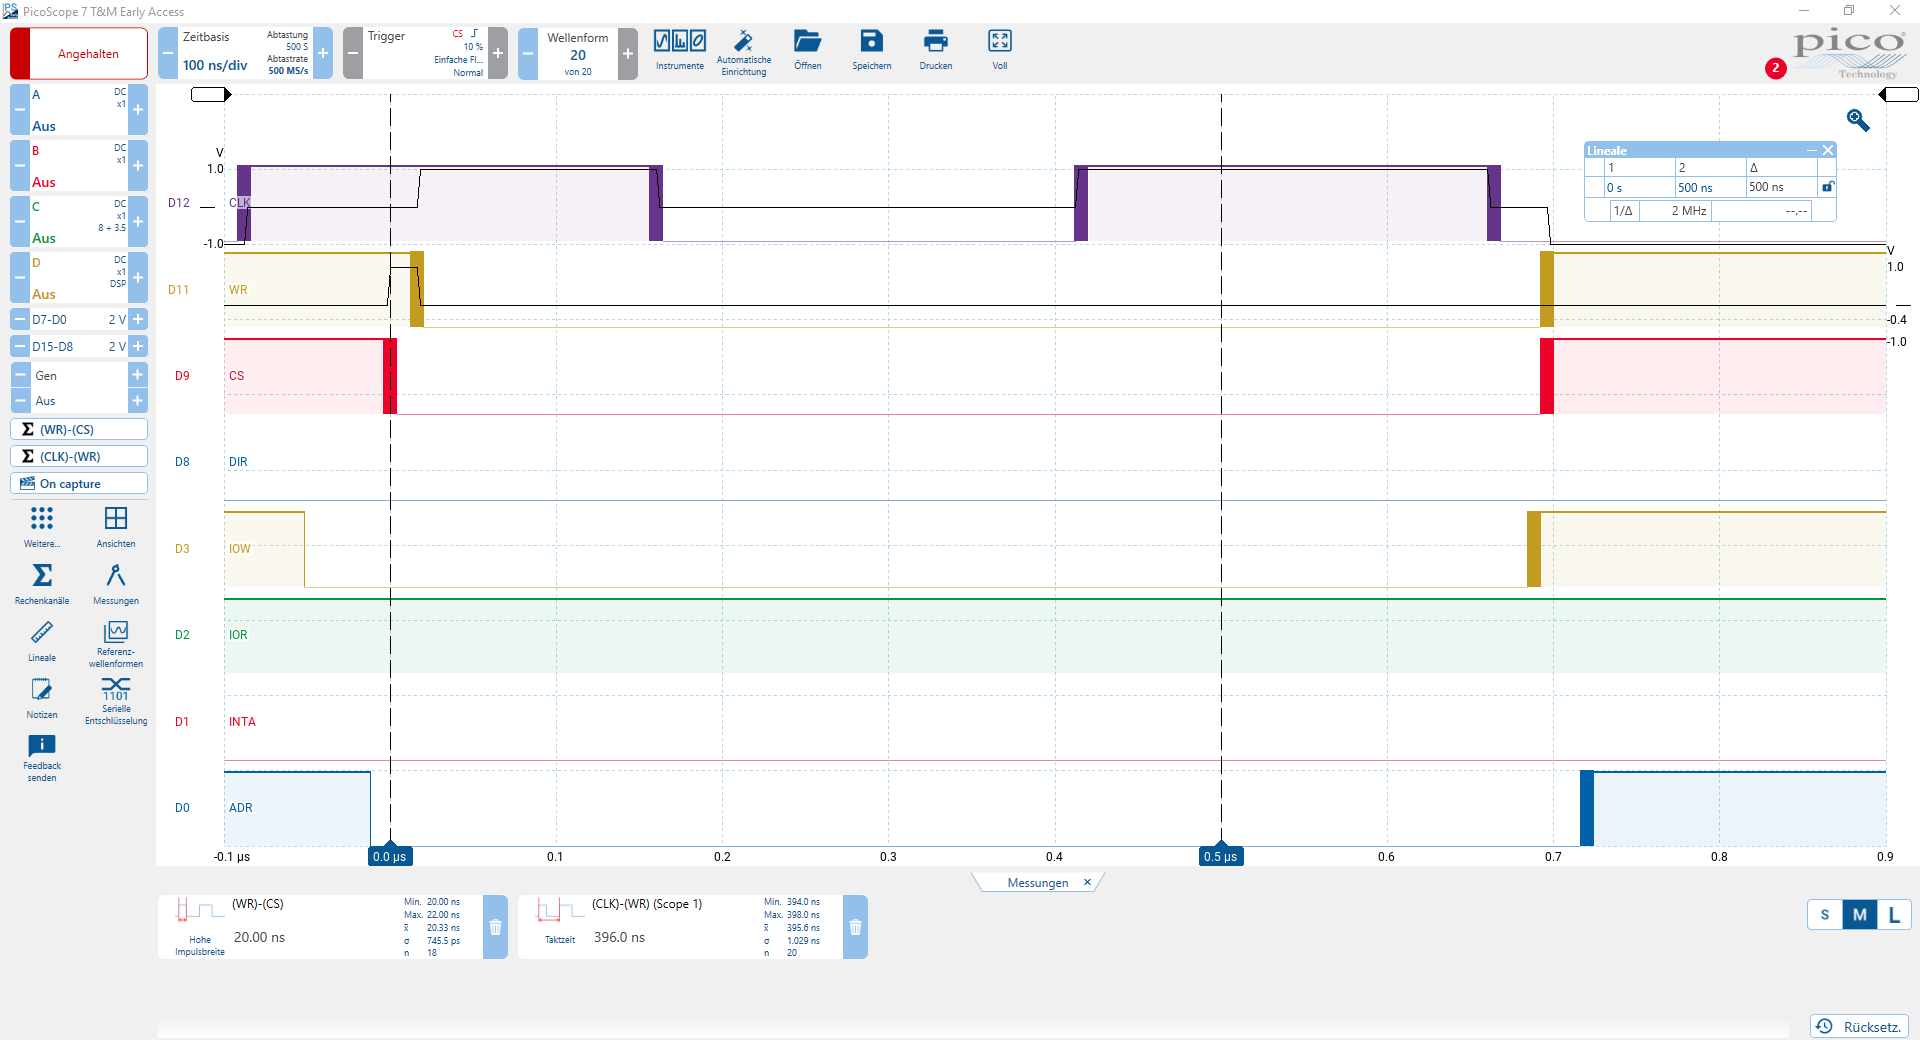 PicoScope 7 T&M Early Access
Angehalten
Zeitbasis
100 ns/div
Abtastung
500 S
Abtastrate
500 MS/s
Trigger
CS
10 %
Einfache Fl...
Normal
Wellenform
20
von 20
Instrumente
Automatische
Einrichtung
Öffnen
Speichern
Drucken
Voll
2
pico
Technology
A
DC
x1
Aus
B
DC
x1
Aus
C
DC
x1
8 + 3.5
Aus
D
DC
x1
DSP
Aus
D7-D0 2 V
D15-D8 2 V
Gen
Aus
Σ (WR)-(CS)
Σ (CLK)-(WR)
On capture
Weitere...
Ansichten
Rechenkanäle
Messungen
Lineale
Referenz-
wellenformen
Notizen
1101
Serielle
Entschlüsselung
Feedback
senden
V
1.0
-1.0
D12 CLK
D11 WR
D9 CS
D8 DIR
D3 IOW
D2 IOR
D1 INTA
D0 ADR
V
1.0
-0.4
-1.0
Lineale
1 2 Δ
0 s 500 ns 500 ns
1/Δ 2 MHz --.--
-0.1 µs 0.0 µs 0.1 0.2 0.3 0.4 0.5 µs 0.6 0.7 0.8 0.9
Messungen
(WR)-(CS)
Hohe
Impulsbreite
20.00 ns
Min. 20.00 ns
Max. 22.00 ns
x̄ 20.33 ns
σ 745.5 ps
n 18
(CLK)-(WR) (Scope 1)
Taktzeit
396.0 ns
Min. 394.0 ns
Max. 398.0 ns
x̄ 395.6 ns
σ 1.029 ns
n 20
S M L
Rücksetz.